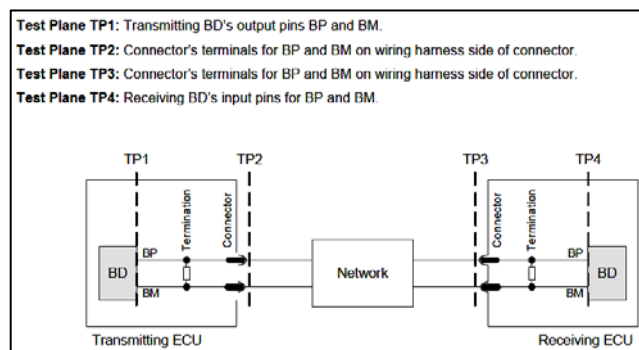 Test Plane TP1: Transmitting BD's output pins BP and BM.
Test Plane TP2: Connector's terminals for BP and BM on wiring harness side of connector.
Test Plane TP3: Connector's terminals for BP and BM on wiring harness side of connector.
Test Plane TP4: Receiving BD's input pins for BP and BM.
TP1 TP2 TP3 TP4
Termination Connector Connector Termination
BP BP
BD Network BD
BM BM
Transmitting ECU Receiving ECU